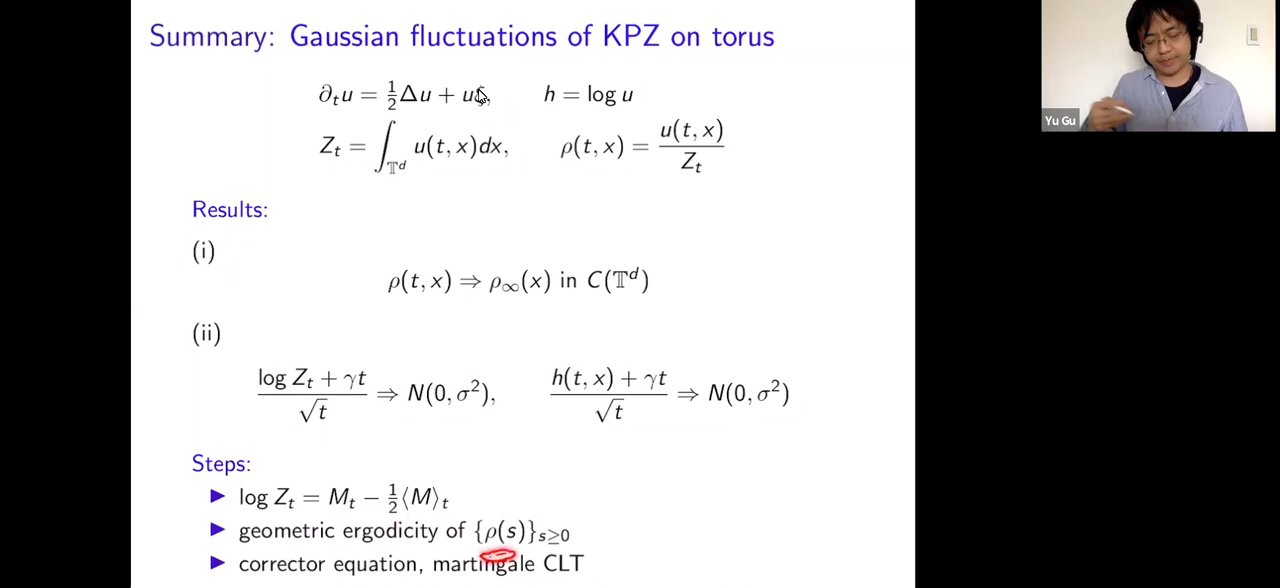 Summary: Gaussian fluctuations of KPZ on torus
∂ₜu = ½Δu + uξ, h = log u
Zₜ = ∫_{𝕋ᵈ} u(t, x)dx, ρ(t, x) = u(t, x) / Zₜ
Yu Gu
Results:
(i)
ρ(t, x) ⇒ ρ∞(x) in C(𝕋ᵈ)
(ii)
(log Zₜ + γt) / √t ⇒ N(0, σ²), (h(t, x) + γt) / √t ⇒ N(0, σ²)
Steps:
▶ log Zₜ = Mₜ − ½⟨M⟩ₜ
▶ geometric ergodicity of {ρ(s)}_{s≥0}
▶ corrector equation, martingale CLT